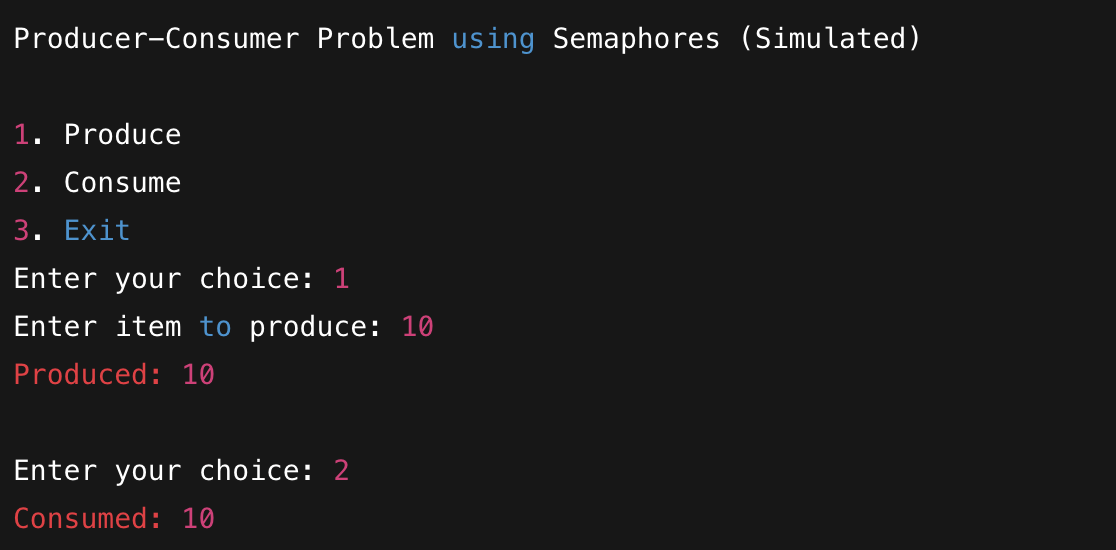 Producer-Consumer Problem using Semaphores (Simulated)
1. Produce
2. Consume
3. Exit
Enter your choice: 1
Enter item to produce: 10
Produced: 10
Enter your choice: 2
Consumed: 10